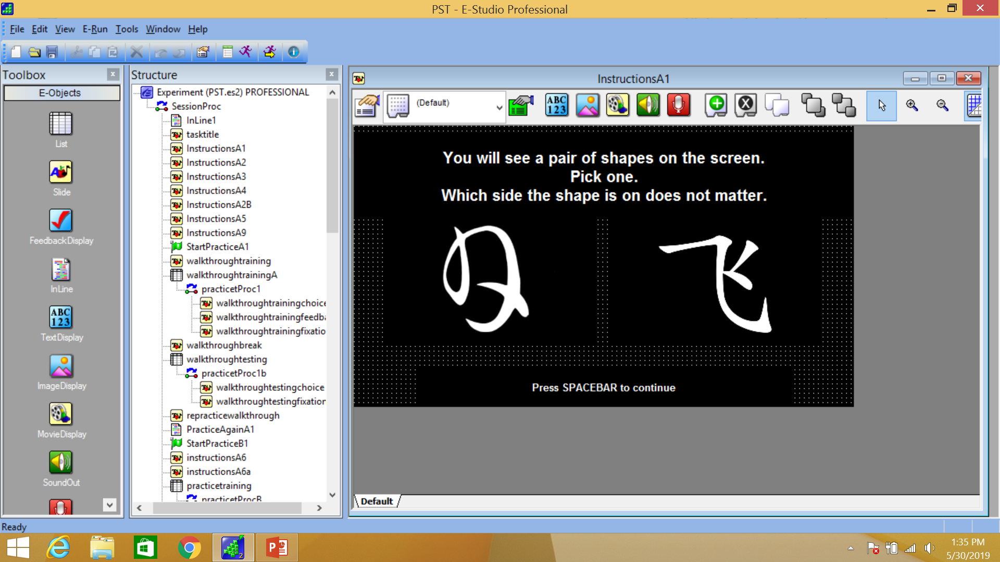 PST - E-Studio Professional
File Edit View E-Run Tools Window Help
Toolbox
E-Objects
List
Slide
FeedbackDisplay
InLine
ABC
123
TextDisplay
ImageDisplay
MovieDisplay
SoundOut
Structure
Experiment (PST.es2) PROFESSIONAL
SessionProc
InLine1
tasktitle
InstructionsA1
InstructionsA2
InstructionsA3
InstructionsA4
InstructionsA2B
InstructionsA5
InstructionsA9
StartPracticeA1
walkthroughtraining
walkthroughtrainingA
practicetProc1
walkthroughtrainingchoice
walkthroughtrainingfeedba
walkthroughtrainingfixatio
walkthroughbreak
walkthroughtesting
practicetProc1b
walkthroughtestingchoice
walkthroughtestingfixation
repracticewalkthrough
PracticeAgainA1
StartPracticeB1
instructionsA6
instructionsA6a
practicetraining
practicetProcB
InstructionsA1
(Default)
ABC
123
You will see a pair of shapes on the screen.
Pick one.
Which side the shape is on does not matter.
飞
Press SPACEBAR to continue
Default
Ready
1:35 PM
5/30/2019